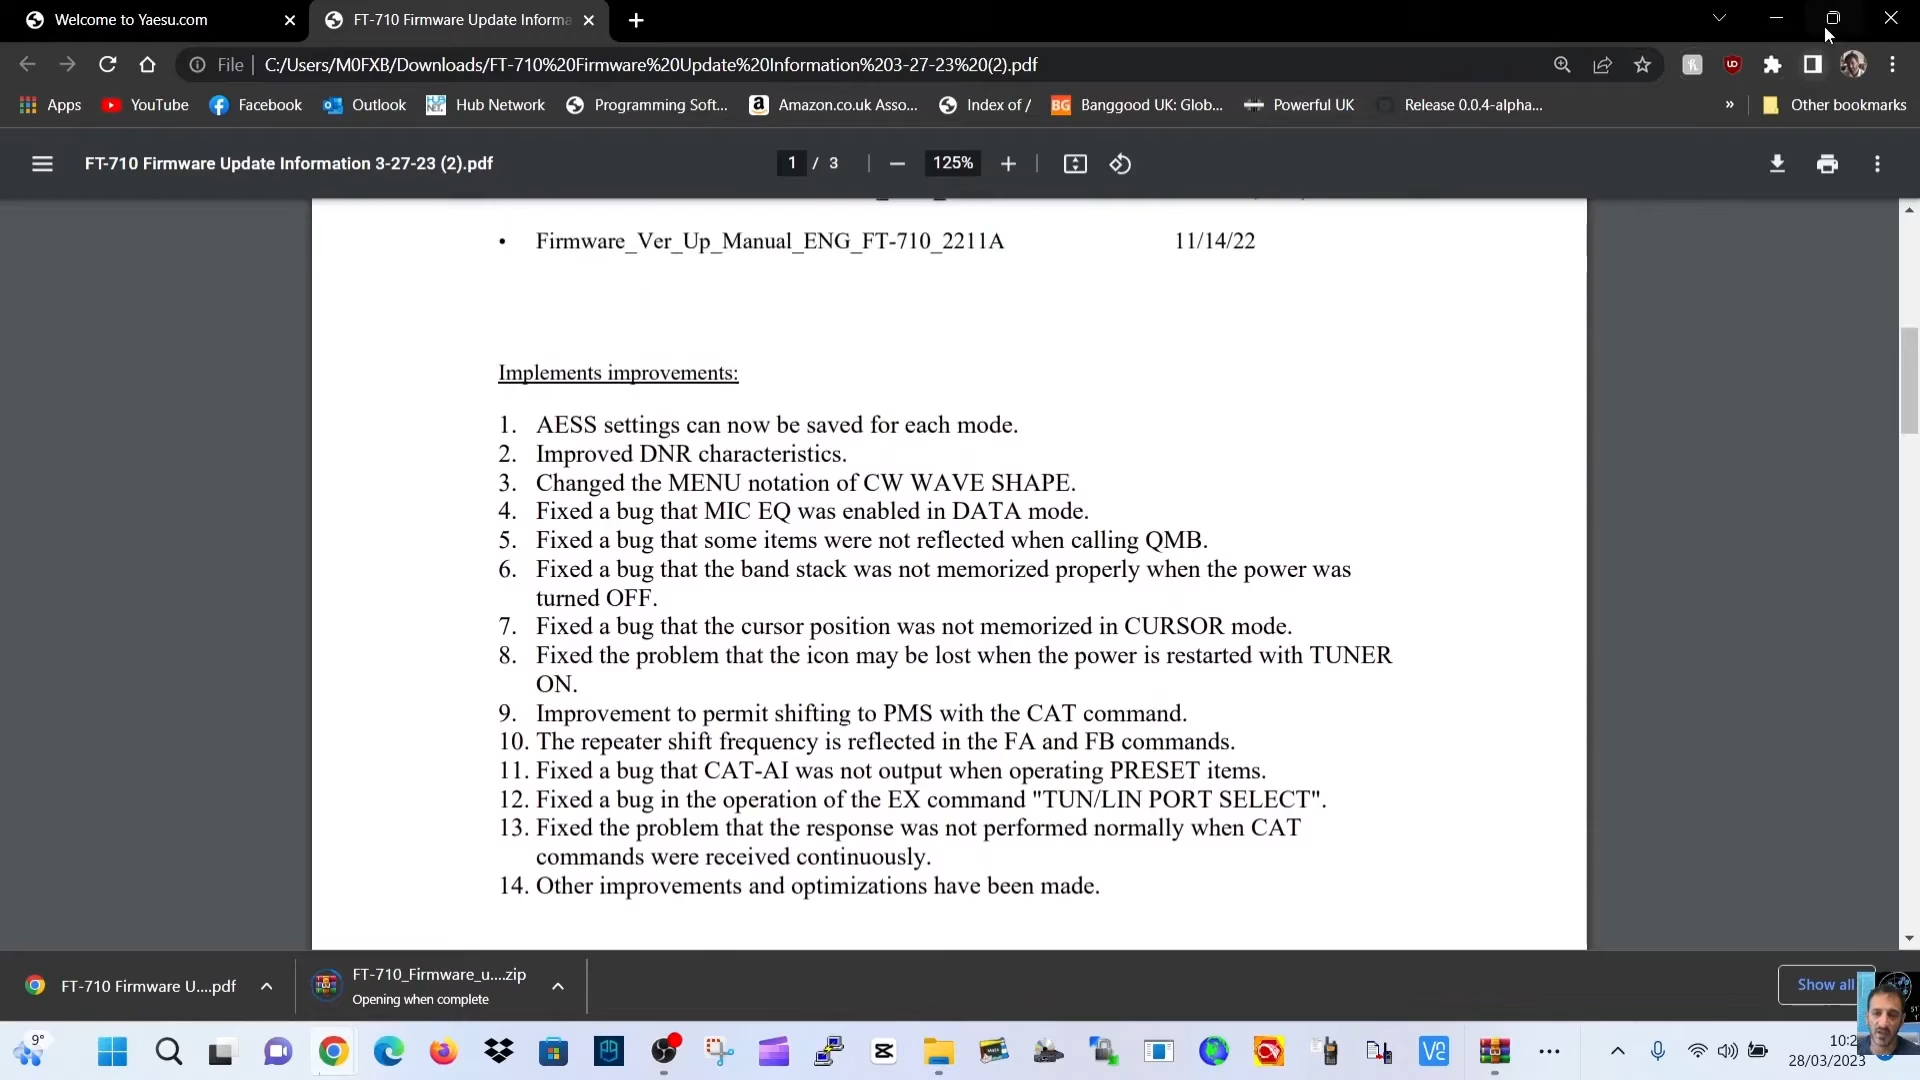 Welcome to Yaesu.com
FT-710 Firmware Update Informa
File
C:/Users/M0FXB/Downloads/FT-710%20Firmware%20Update%20Information%203-27-23%20(2).pdf
Apps
YouTube
Facebook
Outlook
Hub Network
Programming Soft...
Amazon.co.uk Asso...
Index of /
BG
Banggood UK: Glob...
Powerful UK
Release 0.0.4-alpha...
»
Other bookmarks
FT-710 Firmware Update Information 3-27-23 (2).pdf
1 / 3
125%
• Firmware_Ver_Up_Manual_ENG_FT-710_2211A 11/14/22
Implements improvements:
1. AESS settings can now be saved for each mode.
2. Improved DNR characteristics.
3. Changed the MENU notation of CW WAVE SHAPE.
4. Fixed a bug that MIC EQ was enabled in DATA mode.
5. Fixed a bug that some items were not reflected when calling QMB.
6. Fixed a bug that the band stack was not memorized properly when the power was
turned OFF.
7. Fixed a bug that the cursor position was not memorized in CURSOR mode.
8. Fixed the problem that the icon may be lost when the power is restarted with TUNER
ON.
9. Improvement to permit shifting to PMS with the CAT command.
10. The repeater shift frequency is reflected in the FA and FB commands.
11. Fixed a bug that CAT-AI was not output when operating PRESET items.
12. Fixed a bug in the operation of the EX command "TUN/LIN PORT SELECT".
13. Fixed the problem that the response was not performed normally when CAT
commands were received continuously.
14. Other improvements and optimizations have been made.
FT-710 Firmware U....pdf
FT-710_Firmware_u....zip
Opening when complete
Show all
9°
10:2
28/03/2023